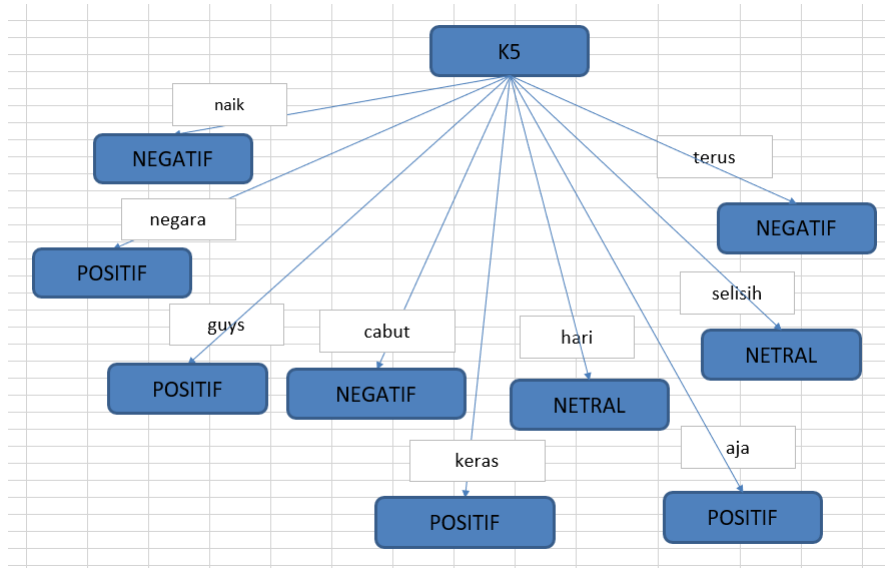 K5
naik
NEGATIF
terus
NEGATIF
negara
POSITIF
selisih
NETRAL
guys
POSITIF
cabut
NEGATIF
hari
NETRAL
keras
POSITIF
aja
POSITIF